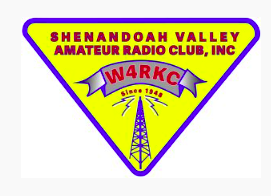 SHENANDOAH VALLEY
AMATEUR RADIO CLUB, INC
W4RKC
Since 1948